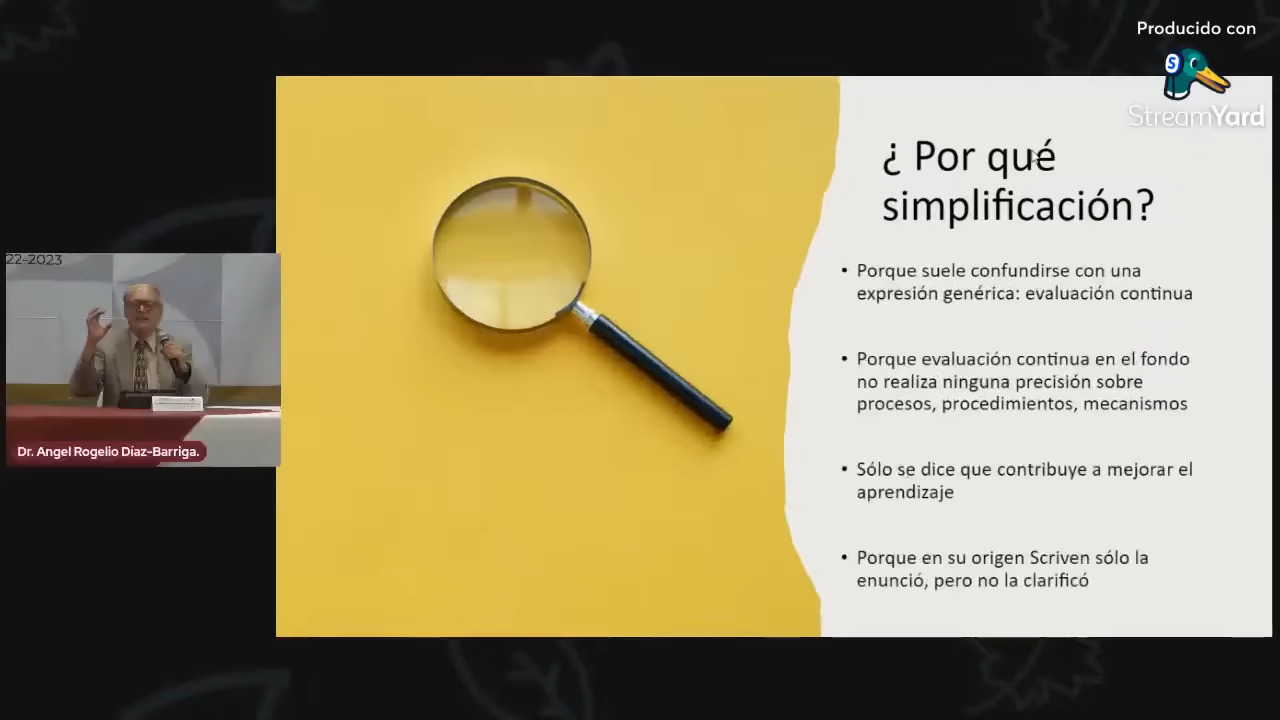 Producido con
StreamYard
¿ Por qué
simplificación?
• Porque suele confundirse con una
expresión genérica: evaluación continua
• Porque evaluación continua en el fondo
no realiza ninguna precisión sobre
procesos, procedimientos, mecanismos
• Sólo se dice que contribuye a mejorar el
aprendizaje
• Porque en su origen Scriven sólo la
enunció, pero no la clarificó
22-2023
Dr. Angel Rogelio Díaz-Barriga.